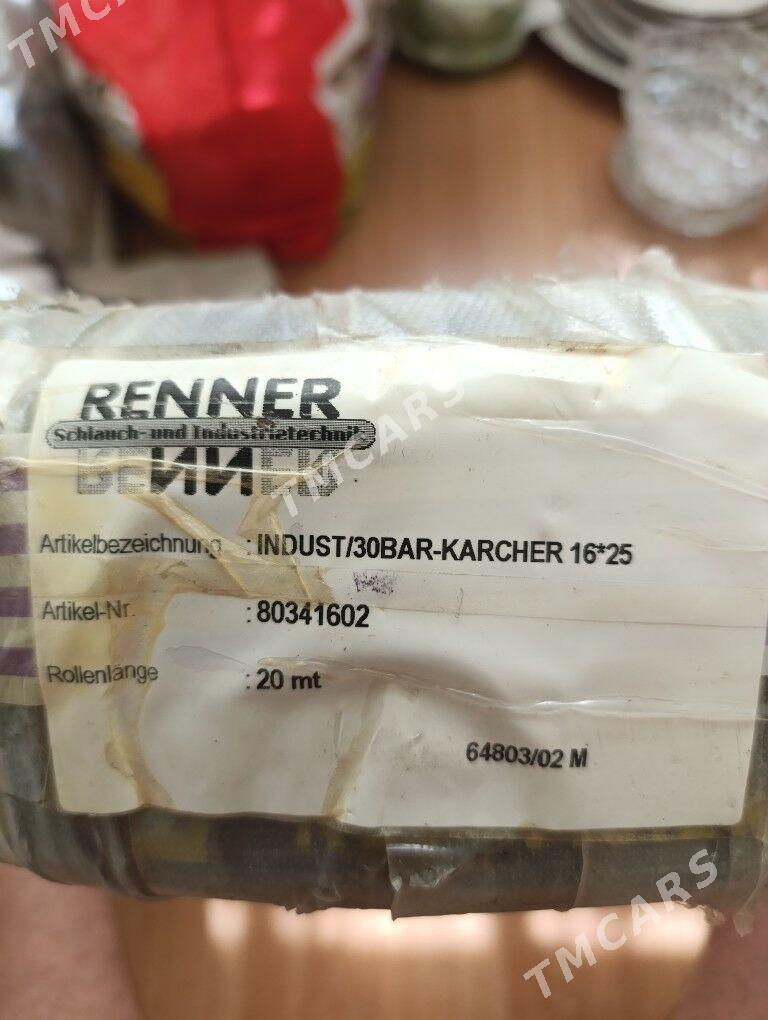 TMCARS
RENNER
Schlauch- und Industrietechnik
RENNER
TMCARS
Artikelbezeichnung : INDUST/30BAR-KARCHER 16*25
Artikel-Nr. : 80341602
Rollenlänge : 20 mt
64803/02 M
TMCARS